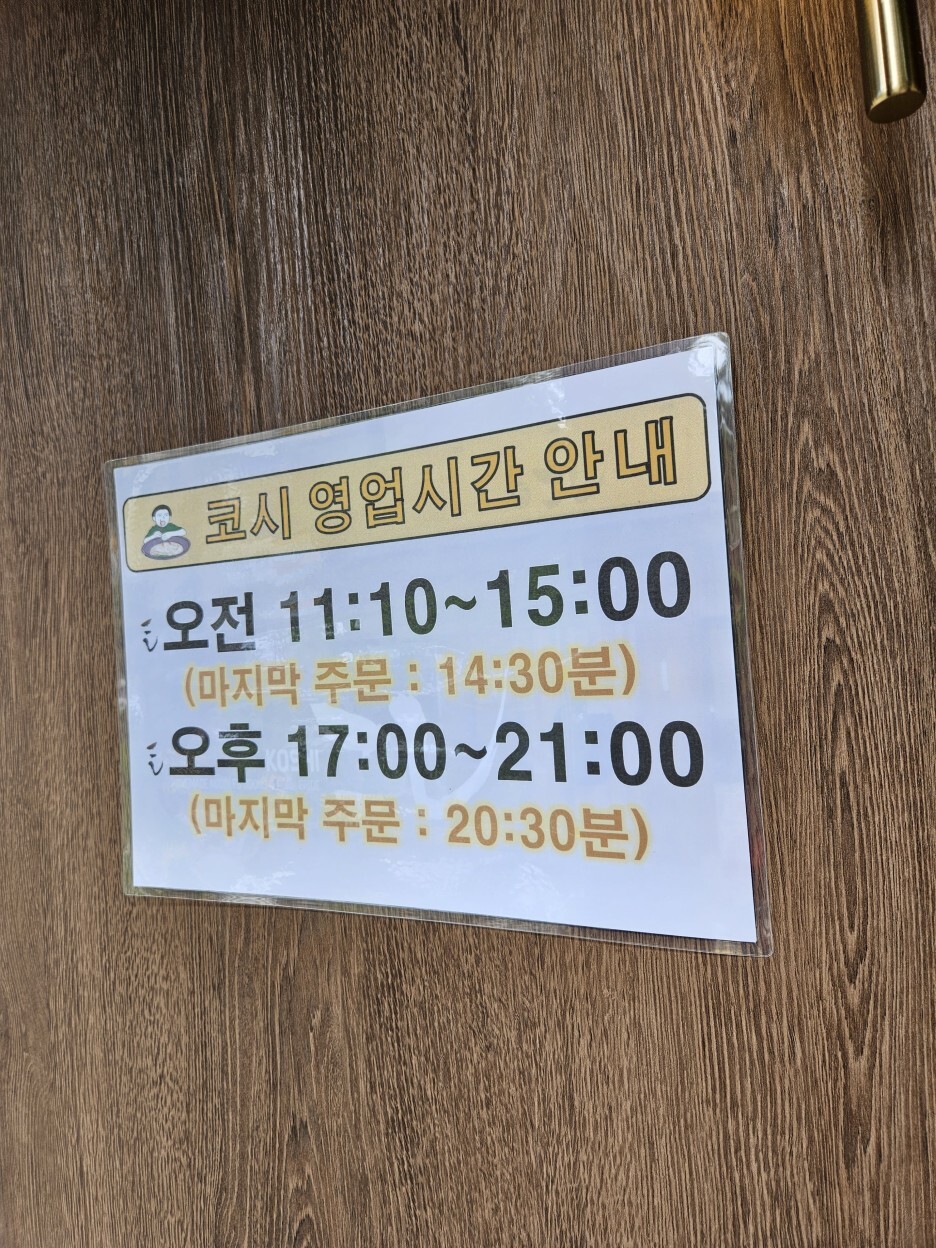 코시 영업시간 안내
오전 11:10~15:00
(마지막 주문 : 14:30분)
오후 17:00~21:00
(마지막 주문 : 20:30분)